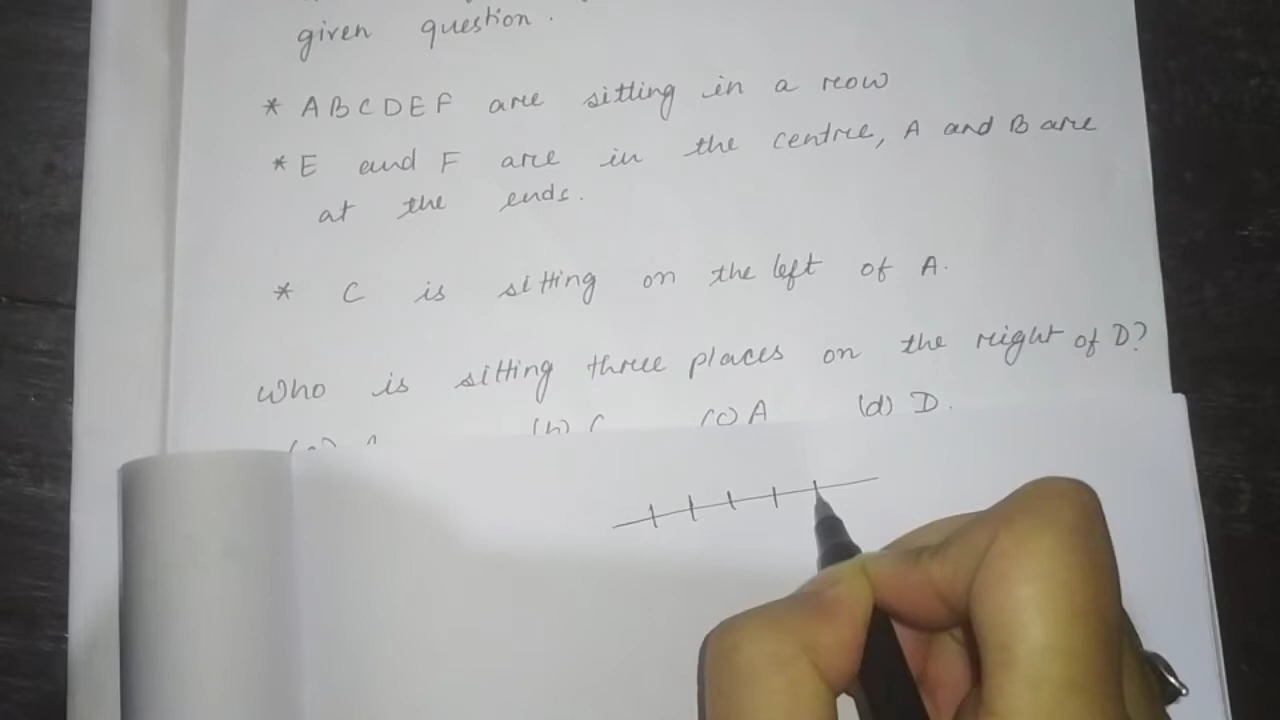 given question.
* A B C D E F are sitting in a row
* E and F are in the centre, A and B are
at the ends.
* C is sitting on the left of A.
Who is sitting three places on the right of D?
(c) A (d) D.